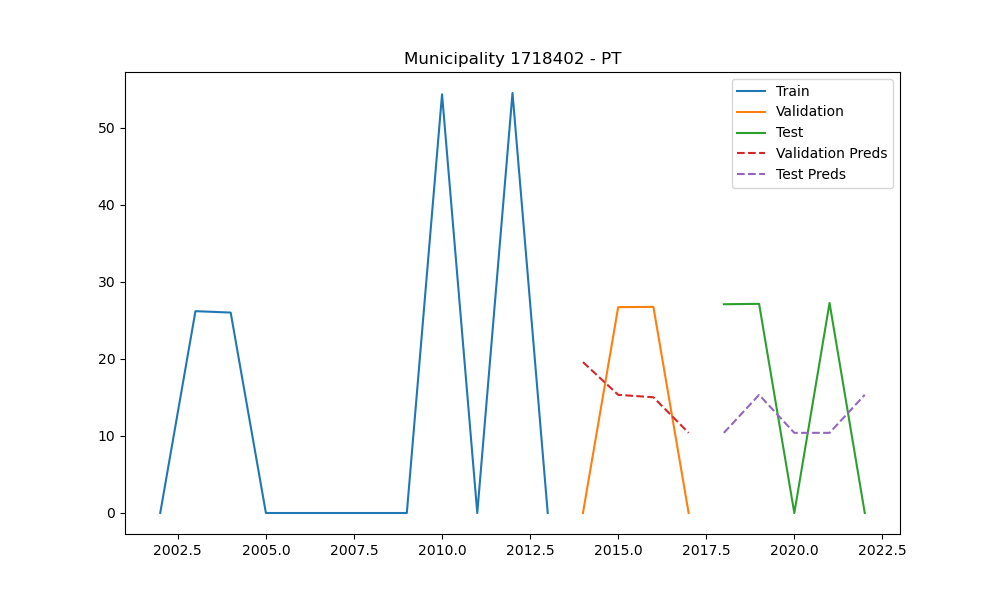 Municipality 1718402 - PT
Train
Validation
Test
Validation Preds
Test Preds
50
40
30
20
10
0
2002.5 2005.0 2007.5 2010.0 2012.5 2015.0 2017.5 2020.0 2022.5